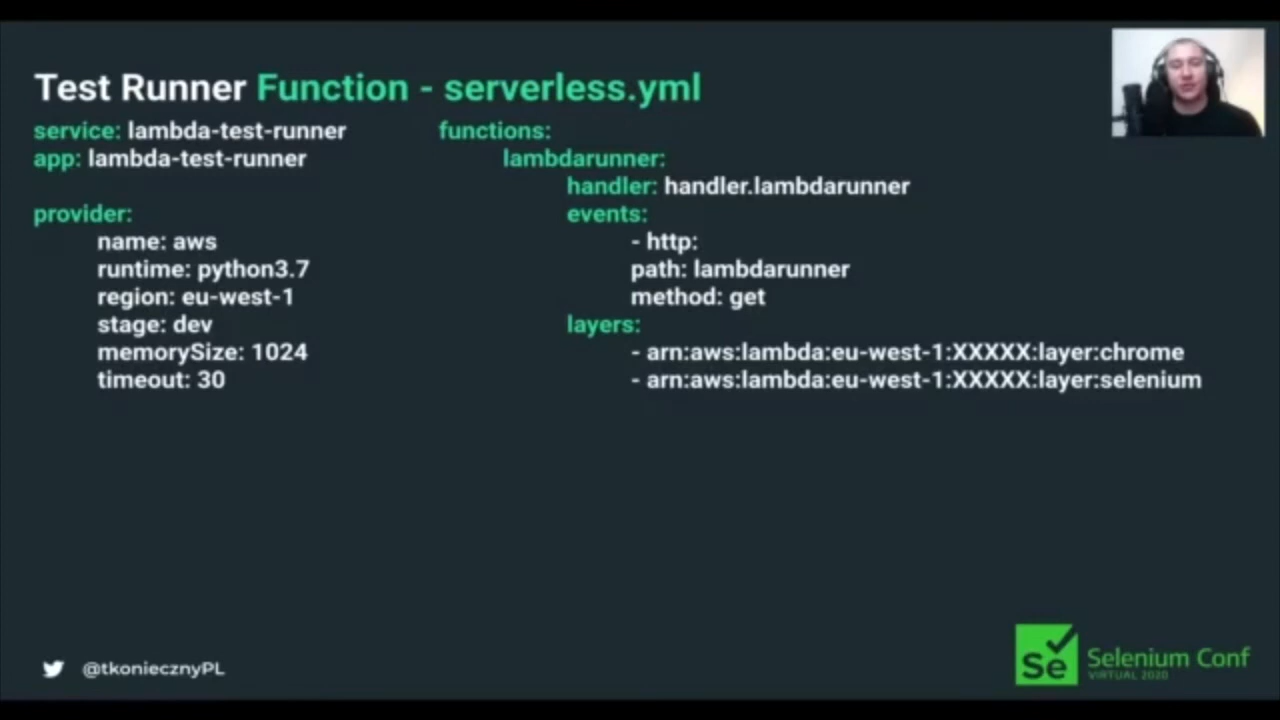 Test Runner Function - serverless.yml
service: lambda-test-runner
app: lambda-test-runner
provider:
name: aws
runtime: python3.7
region: eu-west-1
stage: dev
memorySize: 1024
timeout: 30
functions:
lambdarunner:
handler: handler.lambdarunner
events:
- http:
path: lambdarunner
method: get
layers:
- arn:aws:lambda:eu-west-1:XXXXX:layer:chrome
- arn:aws:lambda:eu-west-1:XXXXX:layer:selenium
@tkoniecznyPL
Se
Selenium Conf
VIRTUAL 2020